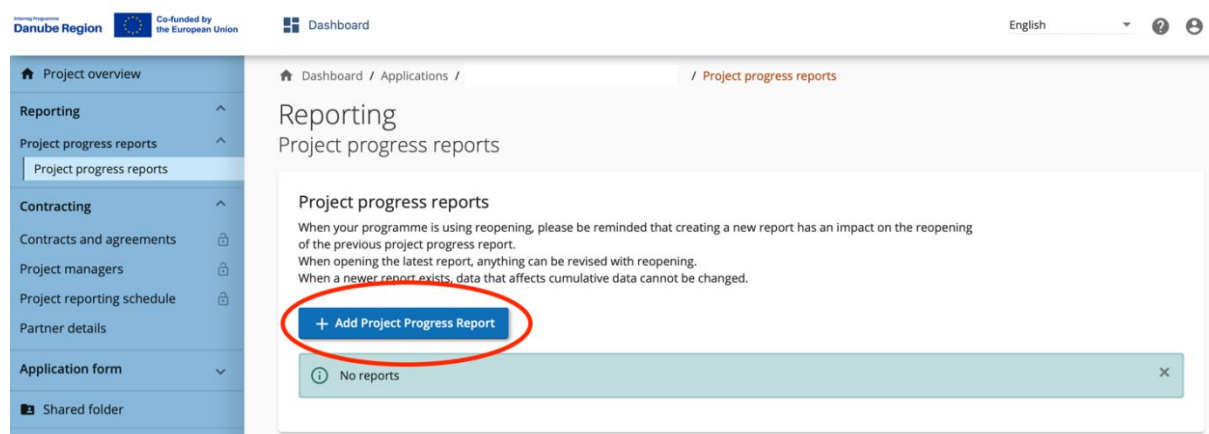 Interreg Programme
Danube Region
Co-funded by
the European Union
Dashboard
English
Project overview
Reporting
Project progress reports
Project progress reports
Contracting
Contracts and agreements
Project managers
Project reporting schedule
Partner details
Application form
Shared folder
Dashboard / Applications / / Project progress reports
Reporting
Project progress reports
Project progress reports
When your programme is using reopening, please be reminded that creating a new report has an impact on the reopening
of the previous project progress report.
When opening the latest report, anything can be revised with reopening.
When a newer report exists, data that affects cumulative data cannot be changed.
+ Add Project Progress Report
No reports